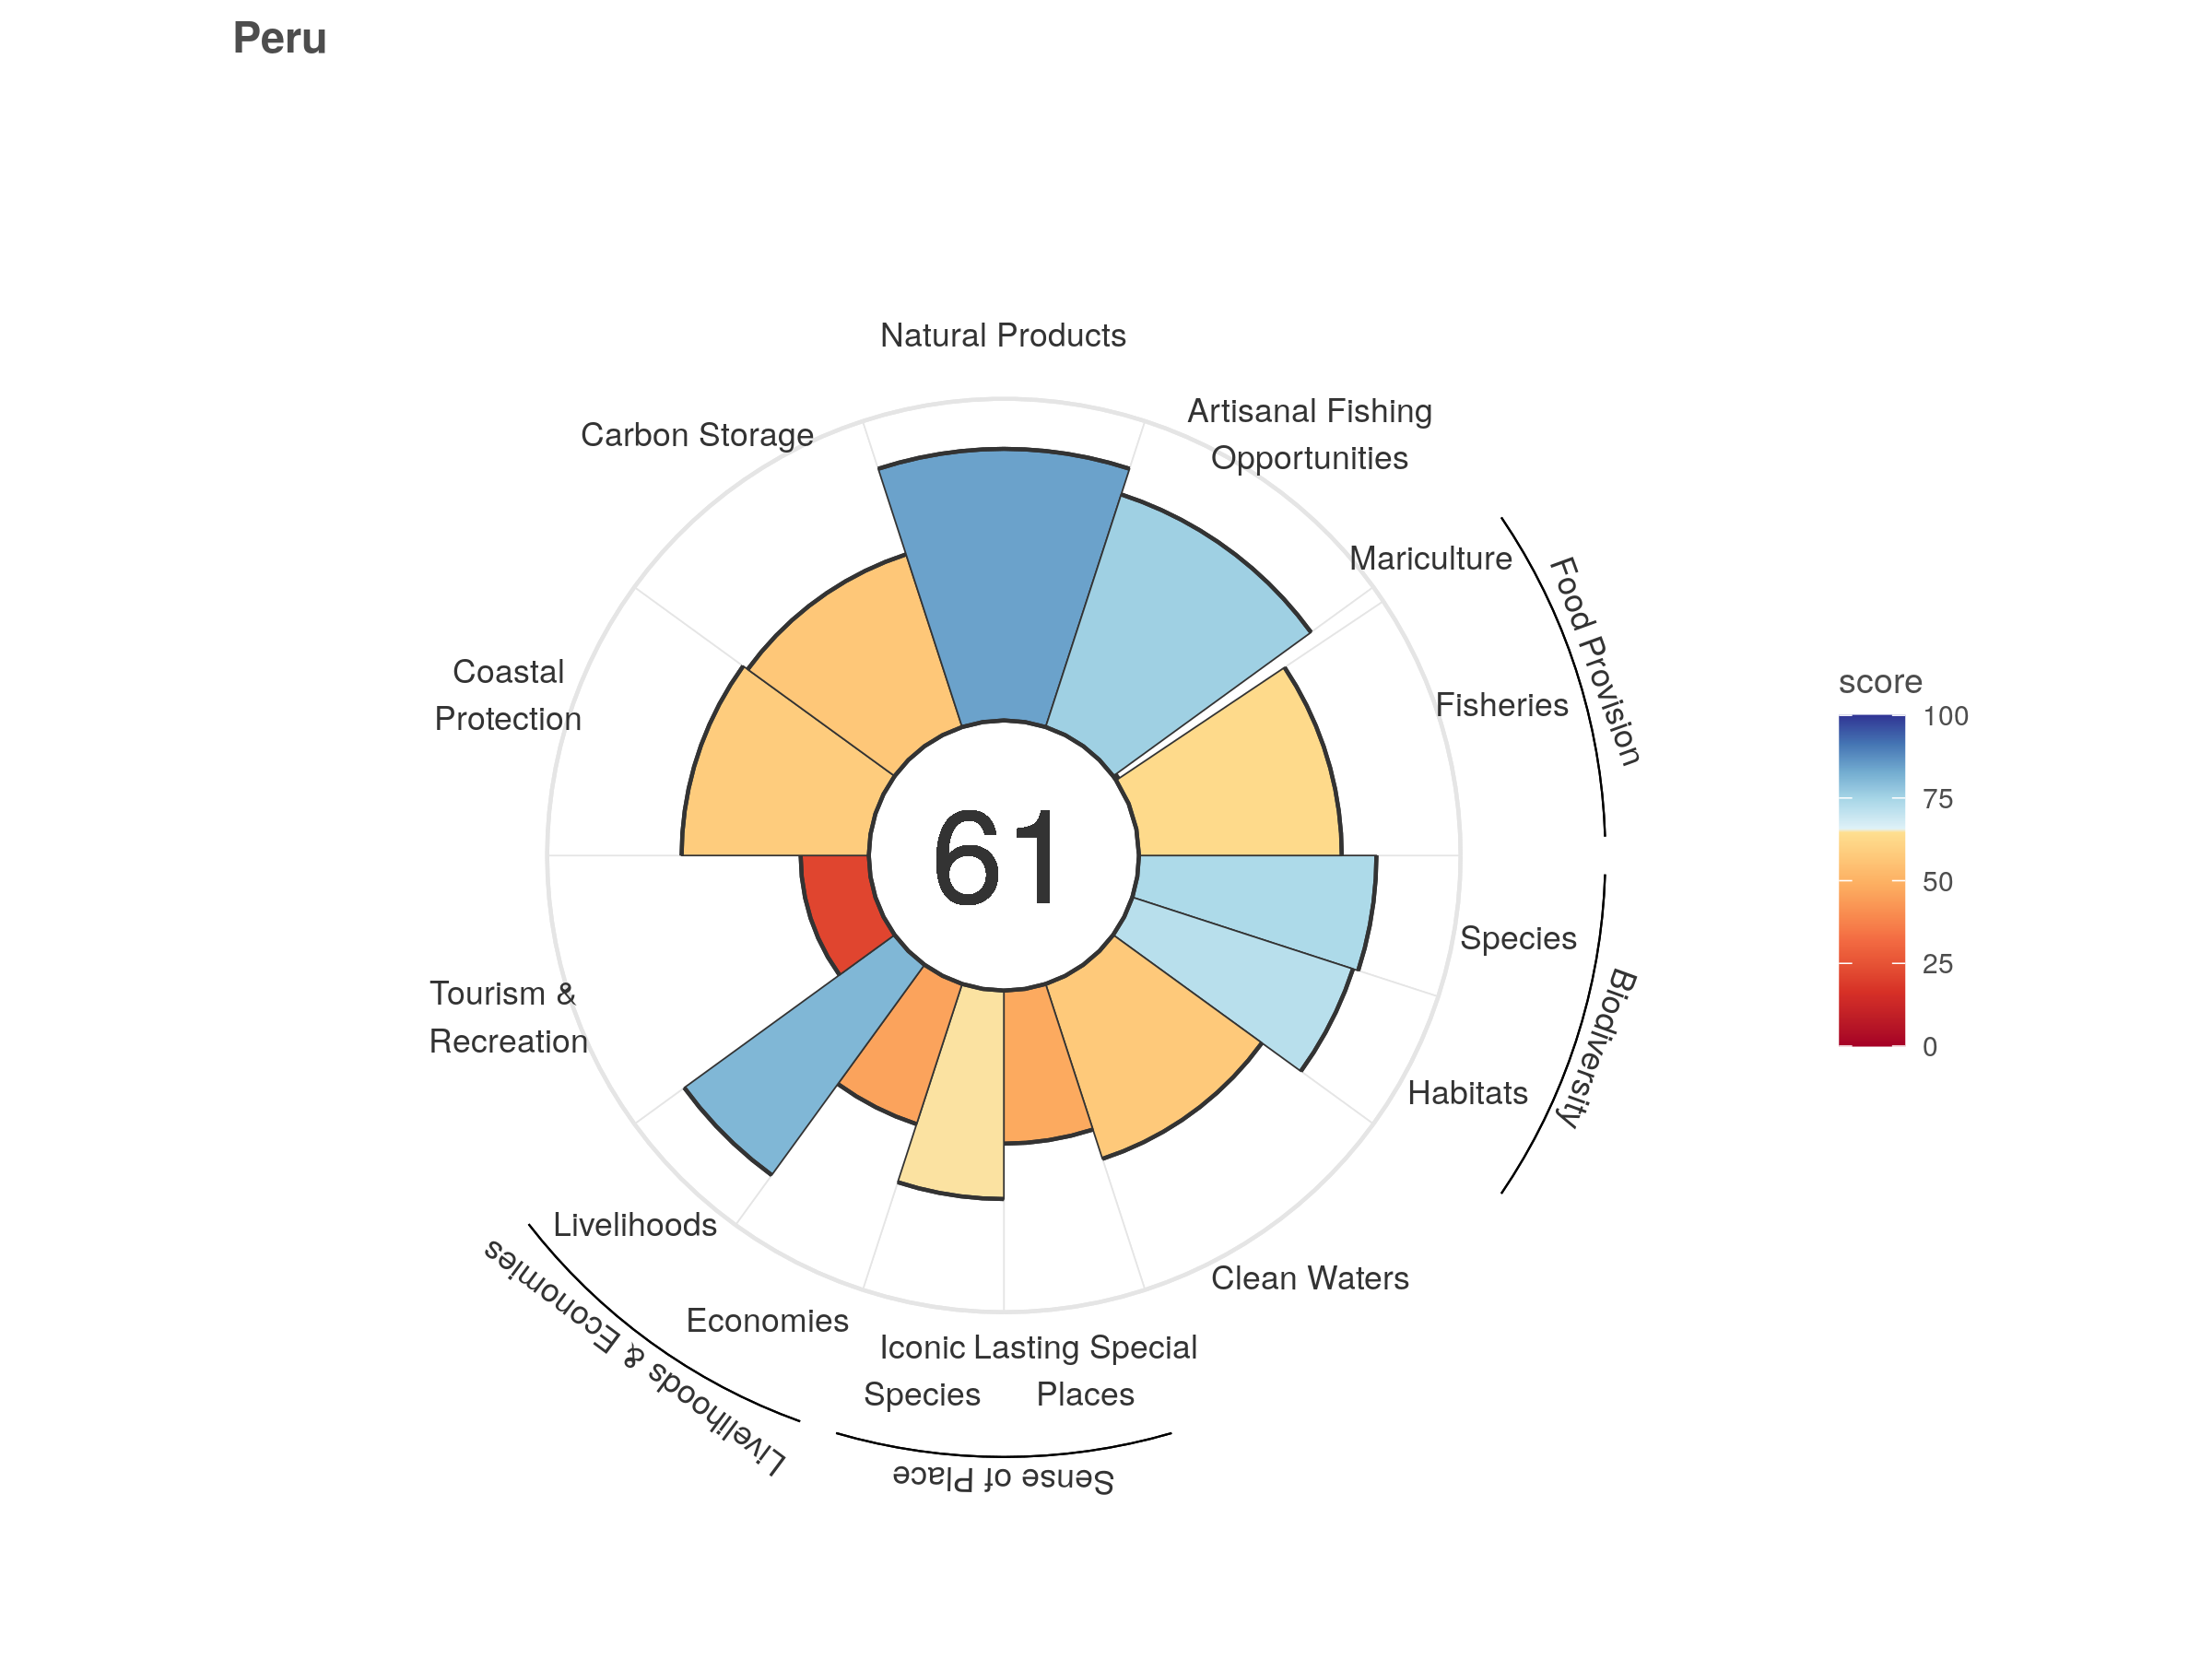 Peru
Natural Products
Artisanal Fishing
Opportunities
Carbon Storage
Mariculture
Food Provision
Coastal
Protection
Fisheries
61
score
100
75
50
25
0
Species
Biodiversity
Tourism &
Recreation
Habitats
Livelihoods
Clean Waters
Economies
Iconic
Species
Lasting Special
Places
Livelihoods & Economies
Sense of Place